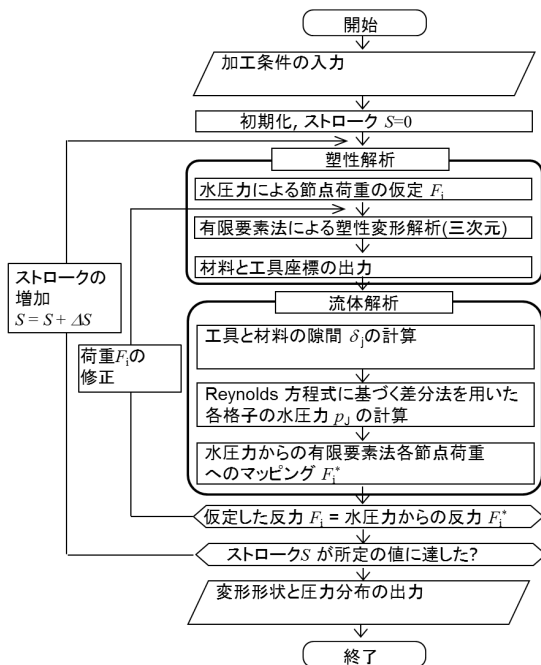 開始
加工条件の入力
初期化, ストローク S=0
塑性解析
水圧力による節点荷重の仮定 Fi
有限要素法による塑性変形解析(三次元)
材料と工具座標の出力
ストロークの
増加
S = S + ΔS
荷重Fiの
修正
流体解析
工具と材料の隙間 δjの計算
Reynolds 方程式に基づく差分法を用いた
各格子の水圧力 pJ の計算
水圧力からの有限要素法各節点荷重
へのマッピング Fi*
仮定した反力 Fi = 水圧力からの反力 Fi*
ストロークS が所定の値に達した?
変形形状と圧力分布の出力
終了